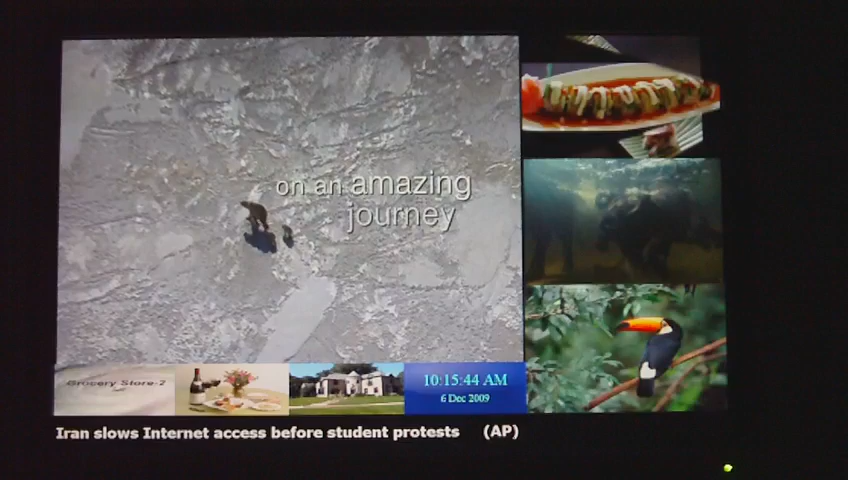 on an amazing
journey
Grocery Store-2
10:15:44 AM
6 Dec 2009
Iran slows Internet access before student protests (AP)